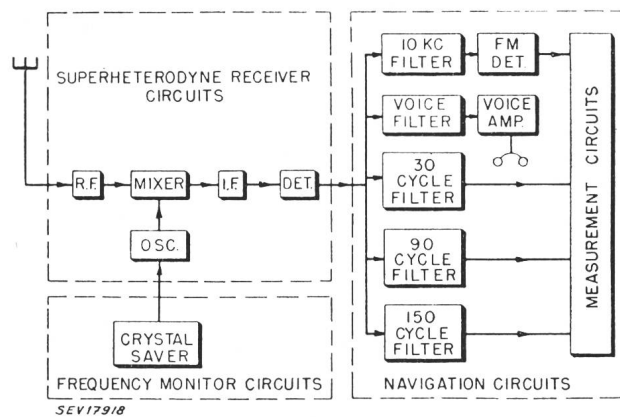 SUPERHETERODYNE RECEIVER
CIRCUITS
R.F.
MIXER
I.F.
DET.
OSC.
CRYSTAL
SAVER
FREQUENCY MONITOR CIRCUITS
10 KC
FILTER
FM
DET.
VOICE
FILTER
VOICE
AMP.
30
CYCLE
FILTER
90
CYCLE
FILTER
150
CYCLE
FILTER
MEASUREMENT CIRCUITS
NAVIGATION CIRCUITS
SEV17918